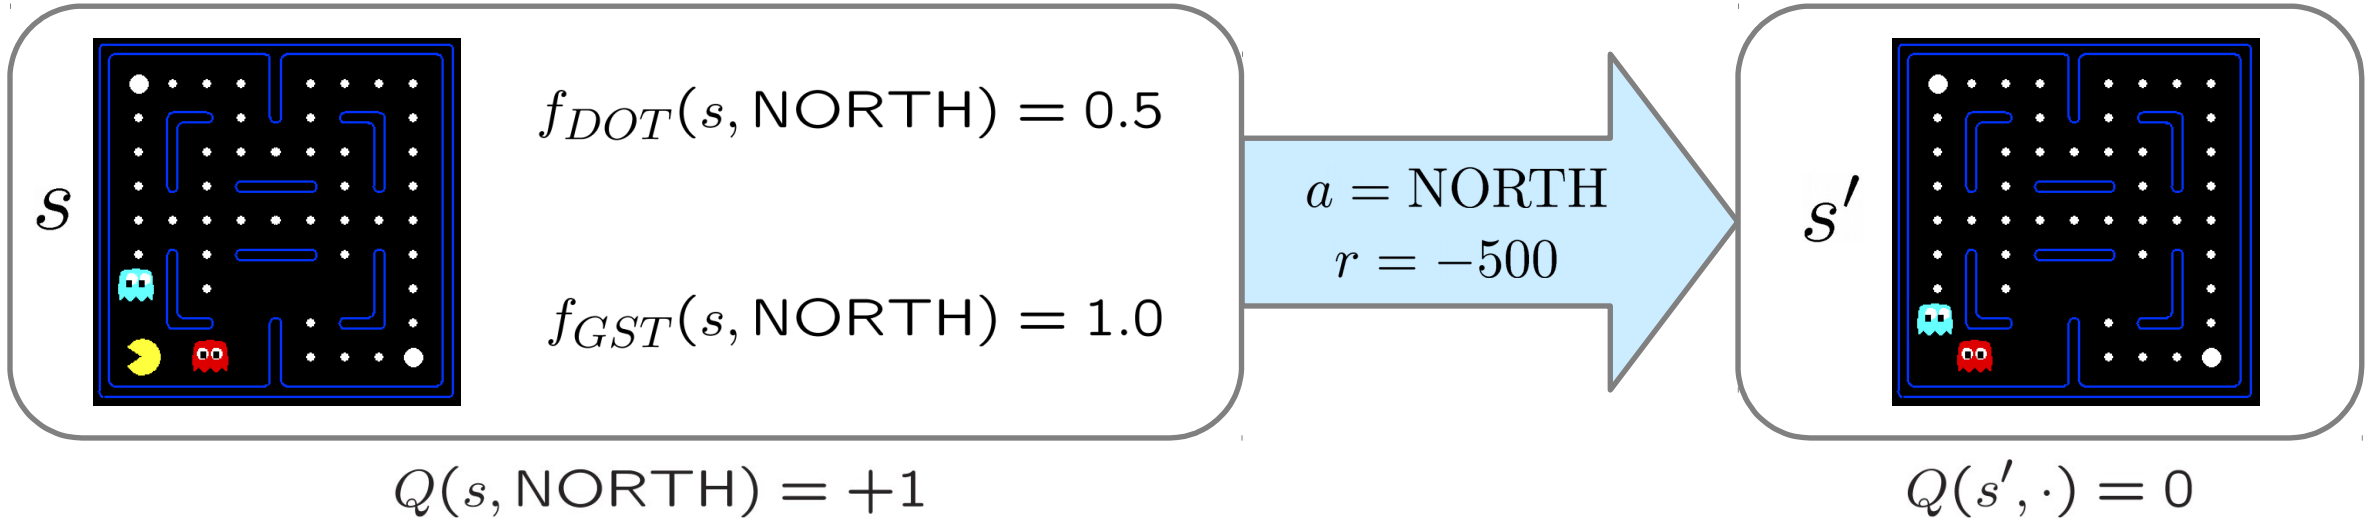 s
f_{DOT}(s, NORTH) = 0.5
f_{GST}(s, NORTH) = 1.0
a = NORTH
r = −500
s′
Q(s, NORTH) = +1
Q(s′, ·) = 0